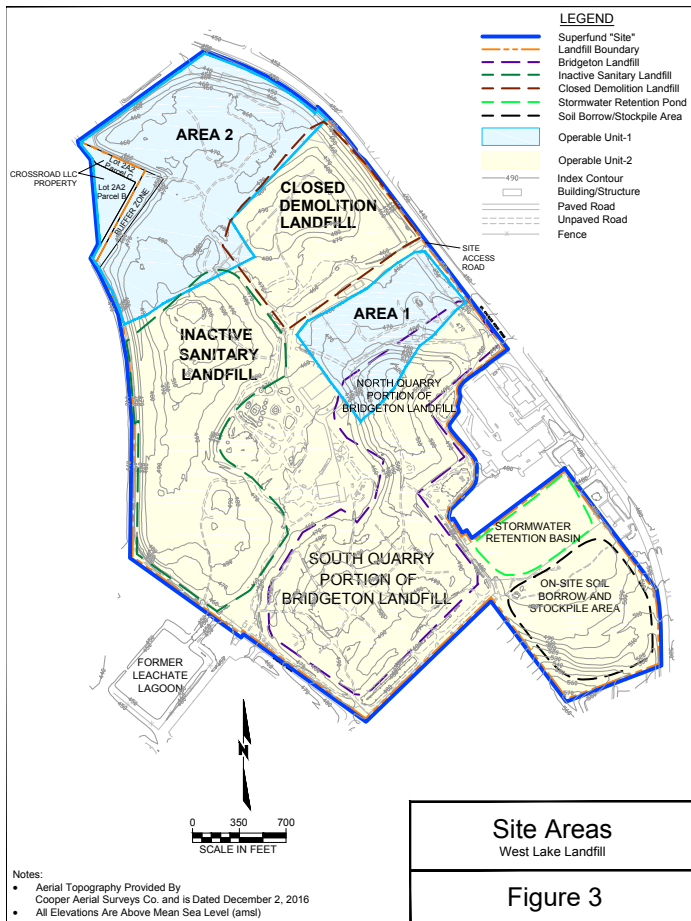 LEGEND
Superfund "Site"
Landfill Boundary
Bridgeton Landfill
Inactive Sanitary Landfill
Closed Demolition Landfill
Stormwater Retention Pond
Soil Borrow/Stockpile Area
Operable Unit-1
Operable Unit-2
490
Index Contour
Building/Structure
Paved Road
Unpaved Road
Fence
AREA 2
CROSSROAD LLC
PROPERTY
Lot 2A2
Parcel C
Lot 2A2
Parcel B
BUFFER ZONE
CLOSED
DEMOLITION
LANDFILL
SITE
ACCESS
ROAD
AREA 1
INACTIVE
SANITARY
LANDFILL
NORTH QUARRY
PORTION OF
BRIDGETON LANDFILL
STORMWATER
RETENTION BASIN
SOUTH QUARRY
PORTION OF
BRIDGETON LANDFILL
ON-SITE SOIL
BORROW AND
STOCKPILE AREA
FORMER
LEACHATE
LAGOON
N
0 350 700
SCALE IN FEET
Site Areas
West Lake Landfill
Figure 3
Notes:
• Aerial Topography Provided By
Cooper Aerial Surveys Co. and is Dated December 2, 2016
• All Elevations Are Above Mean Sea Level (amsl)